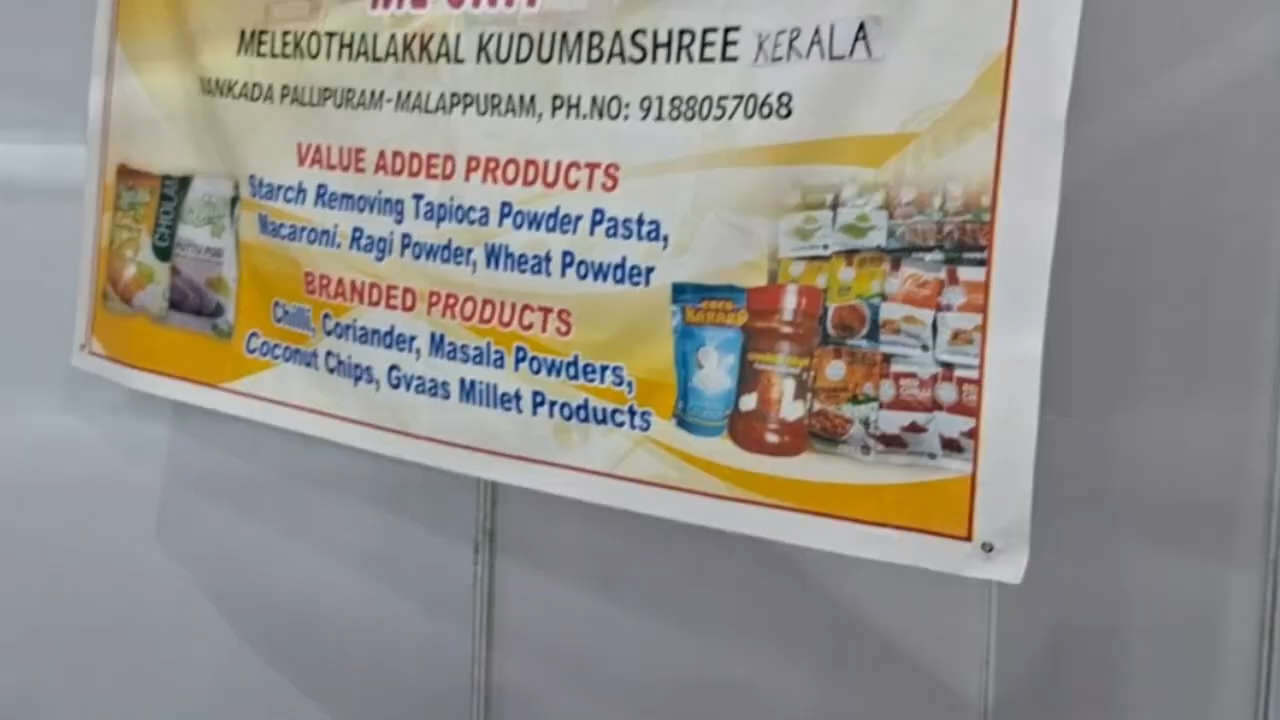 MELEKOTHALAKKAL KUDUMBASHREE KERALA
PALLIPURAM-MALAPPURAM, PH.NO: 9188057068
VALUE ADDED PRODUCTS
Starch Removing Tapioca Powder Pasta,
Macaroni. Ragi Powder, Wheat Powder
BRANDED PRODUCTS
Chilli, Coriander, Masala Powders,
Coconut Chips, Gvaas Millet Products
CHOLAM